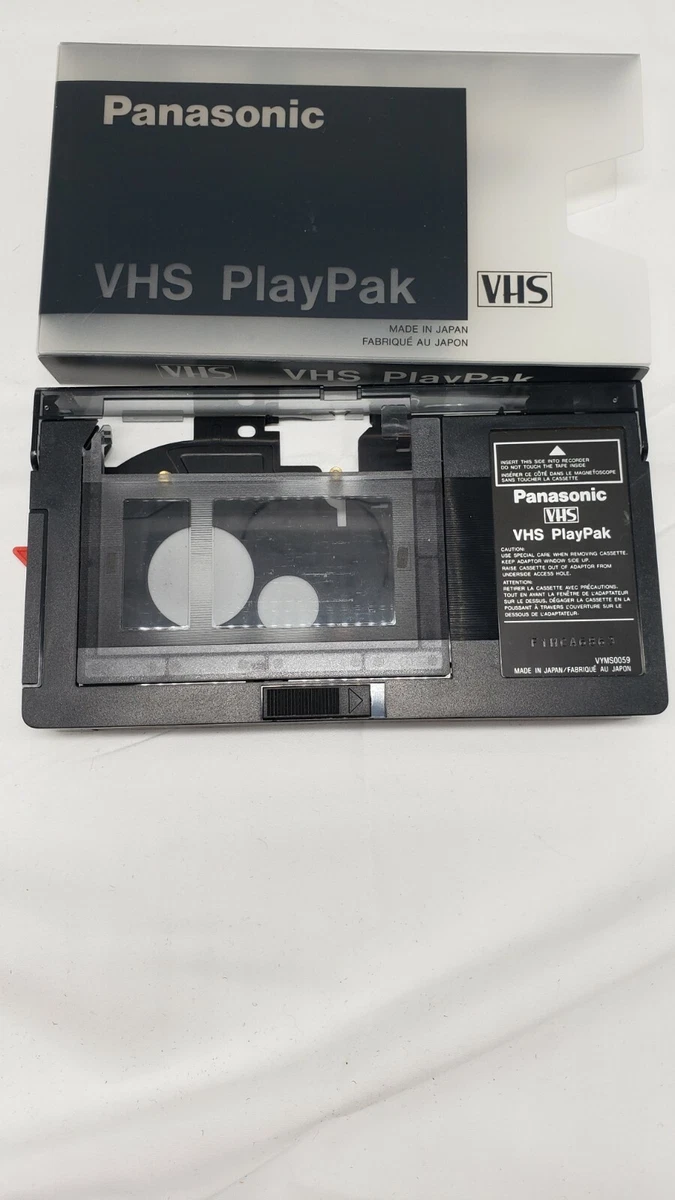 Panasonic
VHS PlayPak
VHS
MADE IN JAPAN
FABRIQUÉ AU JAPON
VHS VHS PlayPak
INSERT THIS SIDE INTO RECORDER
DO NOT TOUCH THE TAPE INSIDE
INSÉRER CE CÔTÉ DANS LE MAGNÉTOSCOPE
SANS TOUCHER LA CASSETTE
Panasonic
VHS
VHS PlayPak
CAUTION:
USE SPECIAL CARE WHEN REMOVING CASSETTE,
KEEP ADAPTOR WINDOW SIDE UP.
RAISE CASSETTE OUT OF ADAPTOR FROM
UNDERSIDE ACCESS HOLE.
ATTENTION:
RETIRER LA CASSETTE AVEC PRÉCAUTIONS,
TOUT EN AYANT LA FENÊTRE DE L'ADAPTATEUR
SUR LE DESSUS, DÉGAGER LA CASSETTE EN LA
POUSSANT À TRAVERS L'OUVERTURE SUR LE
DESSOUS DE L'ADAPTATEUR.
VYMS0059
MADE IN JAPAN/FABRIQUÉ AU JAPON